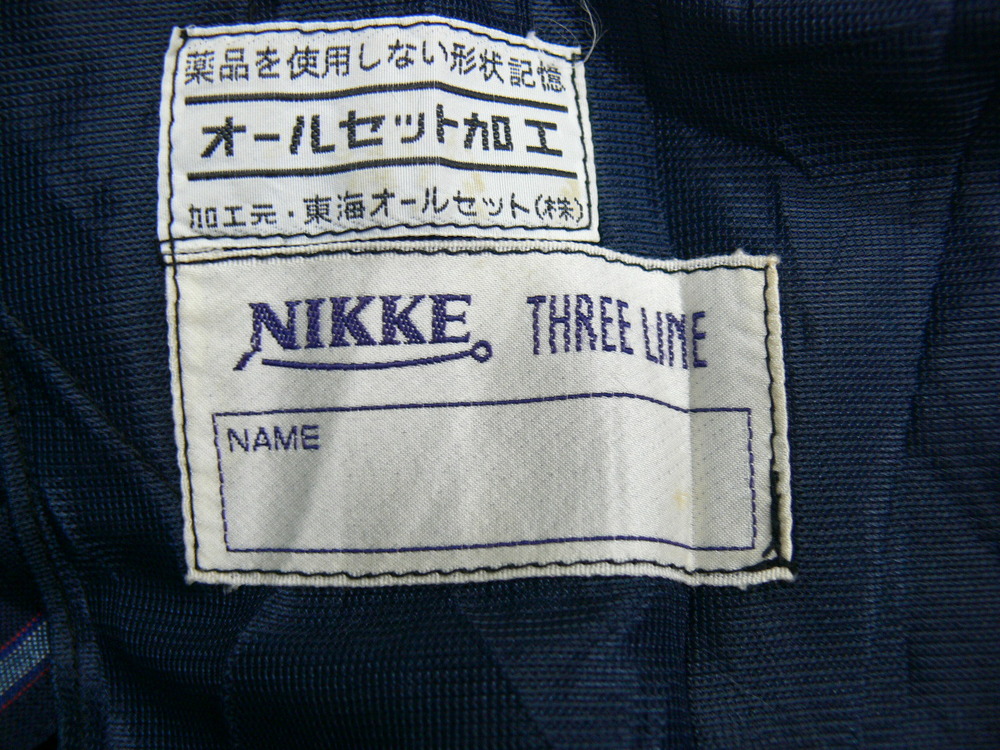 薬品を使用しない形状記憶
オールセット加工
加工元・東海オールセット(株)
NIKKE THREE LINE
NAME